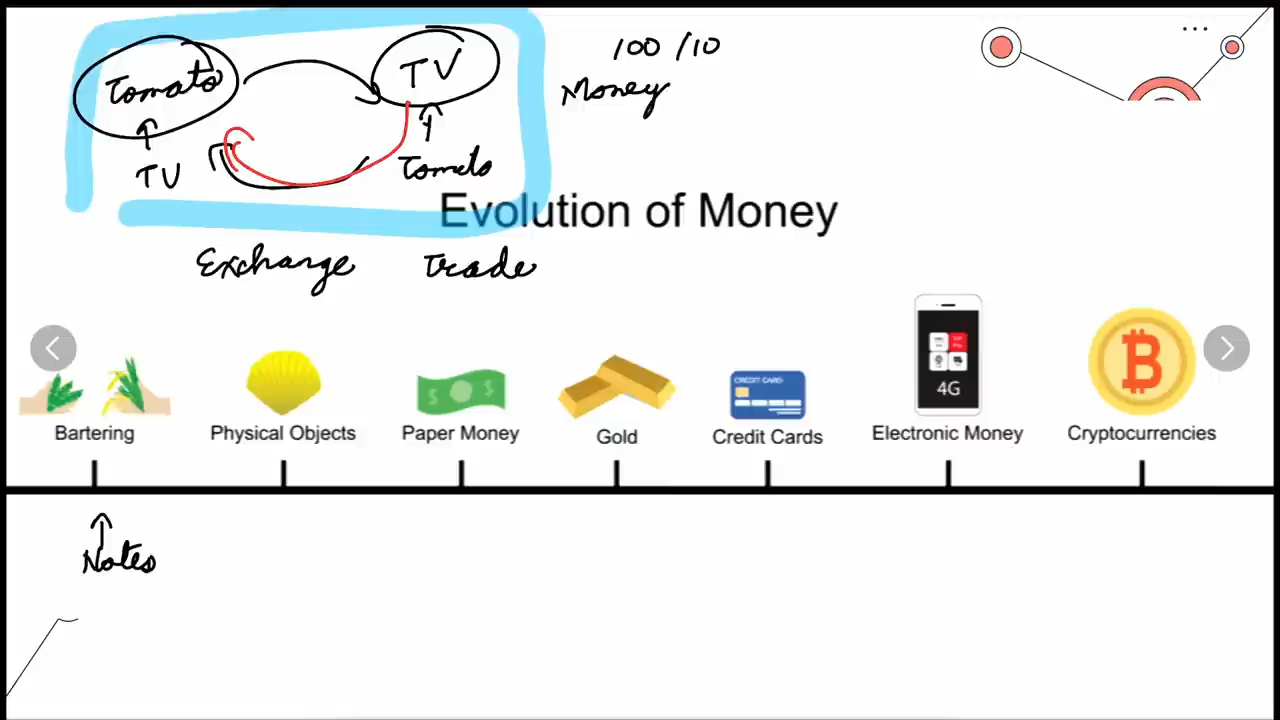 Tomato TV 100 /10
Money
TV Tomato
Evolution of Money
Exchange Trade
4G
CREDIT CARD
Bartering Physical Objects Paper Money Gold Credit Cards Electronic Money Cryptocurrencies
Notes